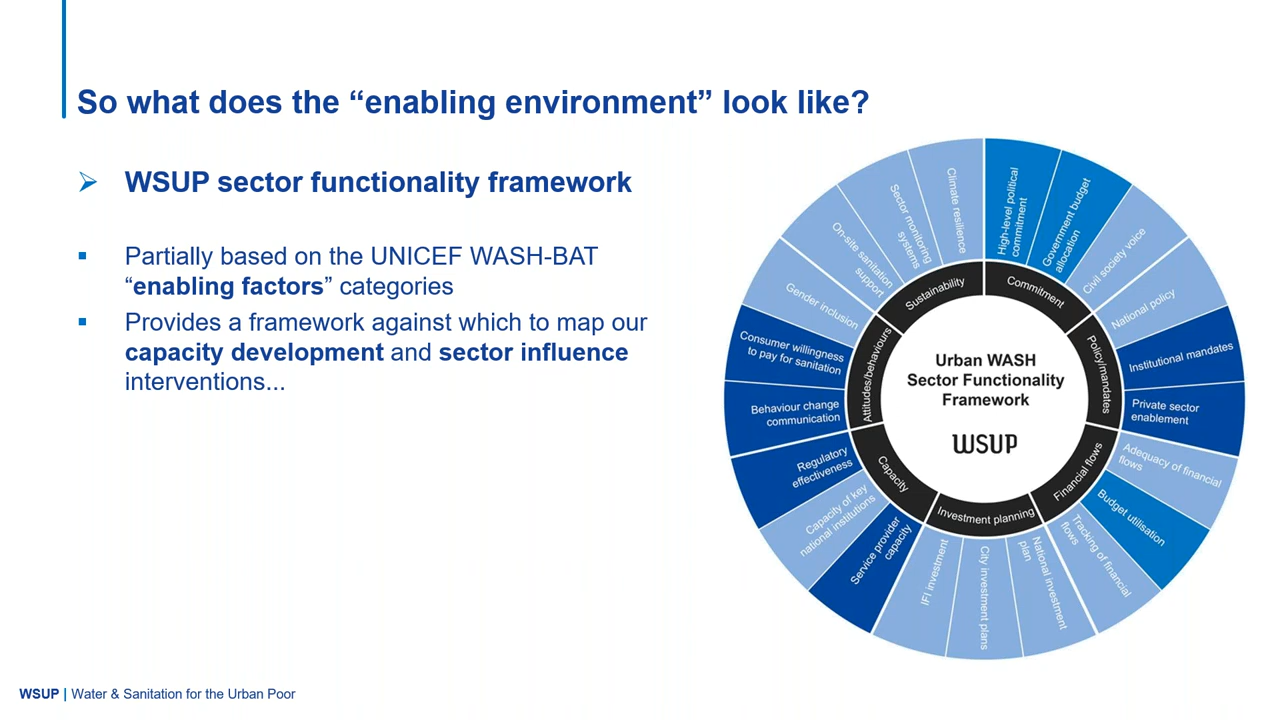 So what does the “enabling environment” look like?
➢ WSUP sector functionality framework
▪ Partially based on the UNICEF WASH-BAT
“enabling factors” categories
▪ Provides a framework against which to map our
capacity development and sector influence
interventions...
High-level political
commitment
Government budget
allocation
Civil society voice
National policy
Institutional mandates
Private sector
enablement
Adequacy of financial
flows
Budget utilisation
Tracking of financial
flows
National investment
plan
City investment plans
IFI investment
Service provider
capacity
Capacity of key
national institutions
Regulatory
effectiveness
Behaviour change
communication
Consumer willingness
to pay for sanitation
Gender inclusion
On-site sanitation
support
Sector monitoring
systems
Climate resilience
Commitment
Policy/mandates
Financial flows
Investment planning
Capacity
Attitudes/behaviours
Sustainability
Urban WASH
Sector Functionality
Framework
WSUP
WSUP | Water & Sanitation for the Urban Poor